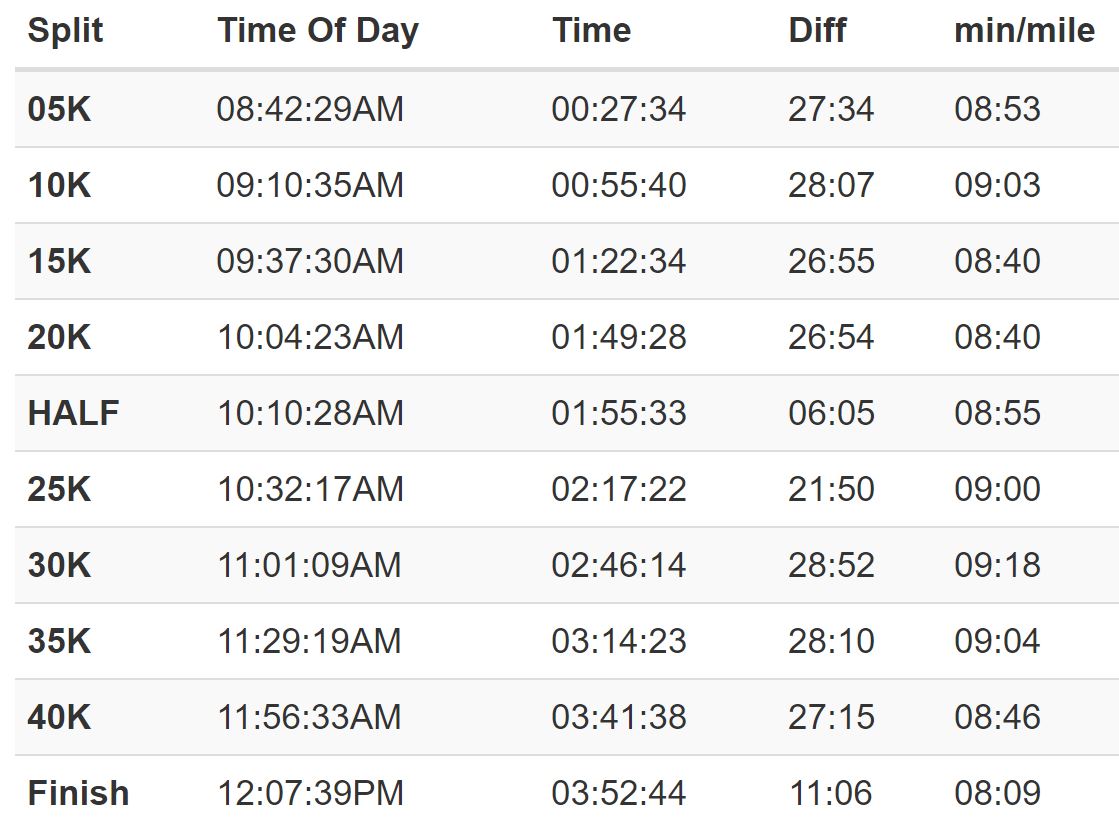 Split Time Of Day Time Diff min/mile
05K 08:42:29AM 00:27:34 27:34 08:53
10K 09:10:35AM 00:55:40 28:07 09:03
15K 09:37:30AM 01:22:34 26:55 08:40
20K 10:04:23AM 01:49:28 26:54 08:40
HALF 10:10:28AM 01:55:33 06:05 08:55
25K 10:32:17AM 02:17:22 21:50 09:00
30K 11:01:09AM 02:46:14 28:52 09:18
35K 11:29:19AM 03:14:23 28:10 09:04
40K 11:56:33AM 03:41:38 27:15 08:46
Finish 12:07:39PM 03:52:44 11:06 08:09